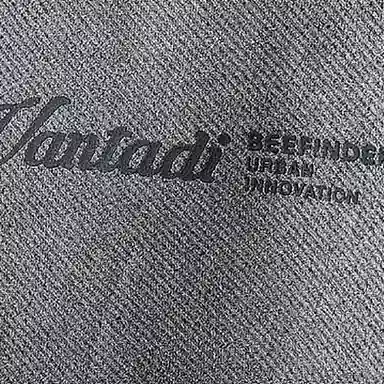 Vantadi
BEEFINDER
URBAN
INNOVATION